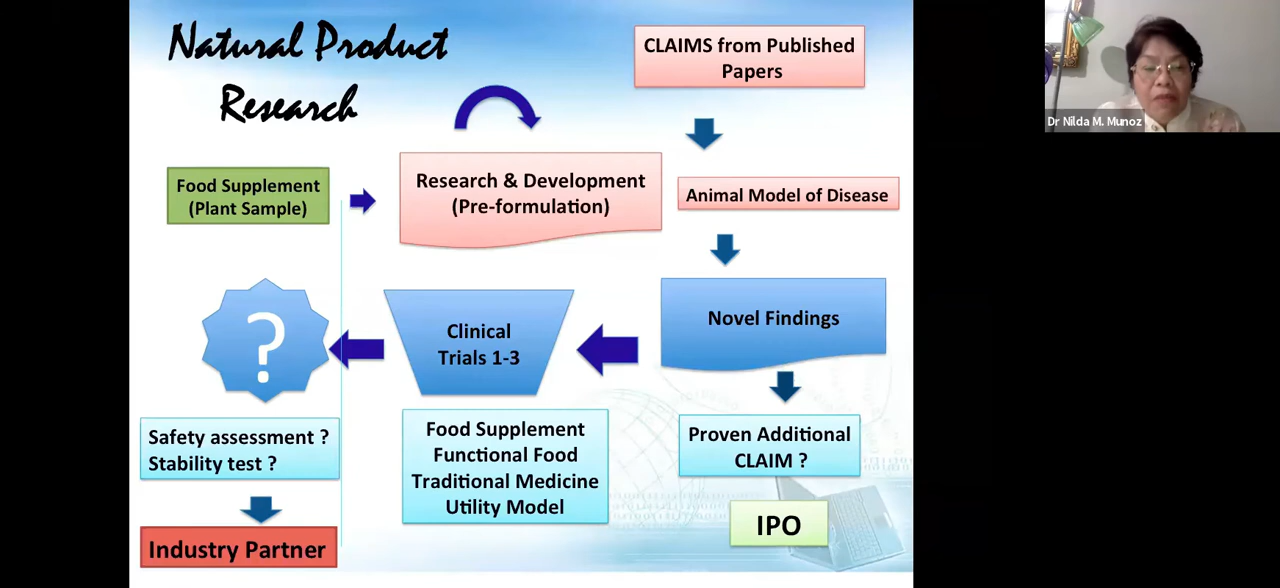 Natural Product
Research
CLAIMS from Published
Papers
Dr Nilda M. Munoz
Food Supplement
(Plant Sample)
Research & Development
(Pre-formulation)
Animal Model of Disease
?
Clinical
Trials 1-3
Novel Findings
Safety assessment ?
Stability test ?
Food Supplement
Functional Food
Traditional Medicine
Utility Model
Proven Additional
CLAIM ?
Industry Partner
IPO